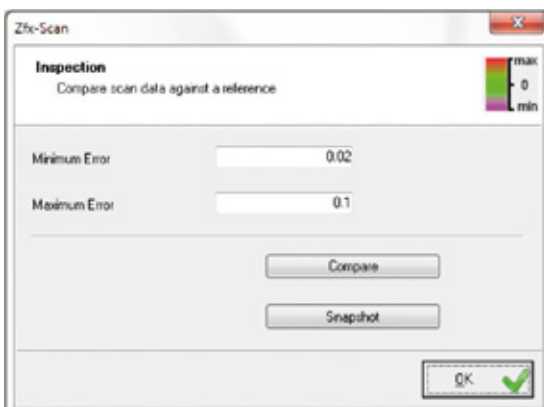 Zfx-Scan
Inspection
Compare scan data against a reference
max
0
min
Minimum Error 0.02
Maximum Error 0.1
Compare
Snapshot
OK